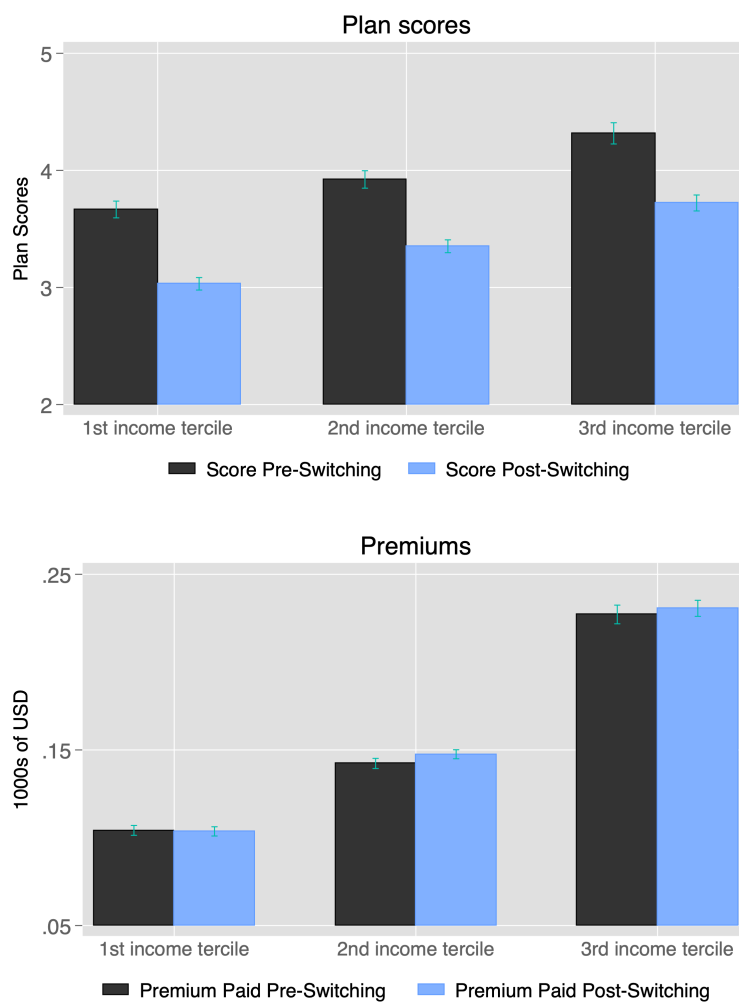 Plan scores
5
4
3
2
Plan Scores
1st income tercile 2nd income tercile 3rd income tercile
Score Pre-Switching Score Post-Switching
Premiums
.25
.15
.05
1000s of USD
1st income tercile 2nd income tercile 3rd income tercile
Premium Paid Pre-Switching Premium Paid Post-Switching